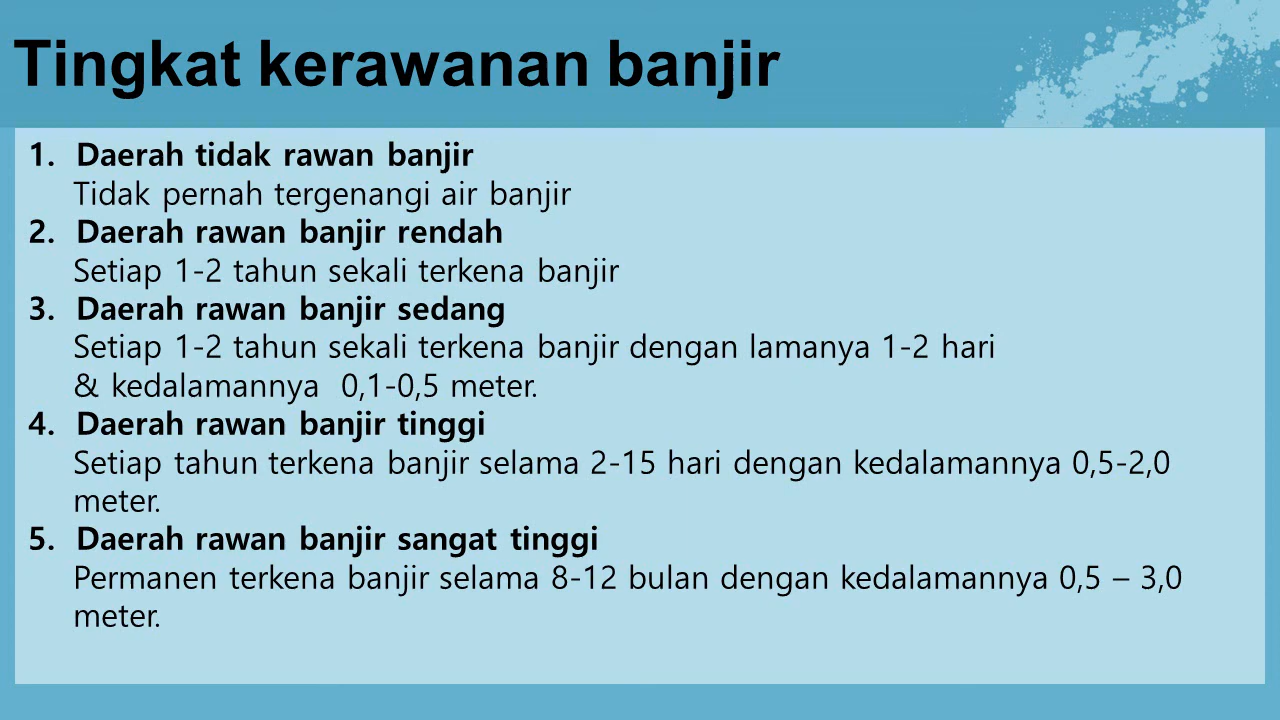 Tingkat kerawanan banjir
1. Daerah tidak rawan banjir
Tidak pernah tergenangi air banjir
2. Daerah rawan banjir rendah
Setiap 1-2 tahun sekali terkena banjir
3. Daerah rawan banjir sedang
Setiap 1-2 tahun sekali terkena banjir dengan lamanya 1-2 hari
& kedalamannya 0,1-0,5 meter.
4. Daerah rawan banjir tinggi
Setiap tahun terkena banjir selama 2-15 hari dengan kedalamannya 0,5-2,0
meter.
5. Daerah rawan banjir sangat tinggi
Permanen terkena banjir selama 8-12 bulan dengan kedalamannya 0,5 – 3,0
meter.